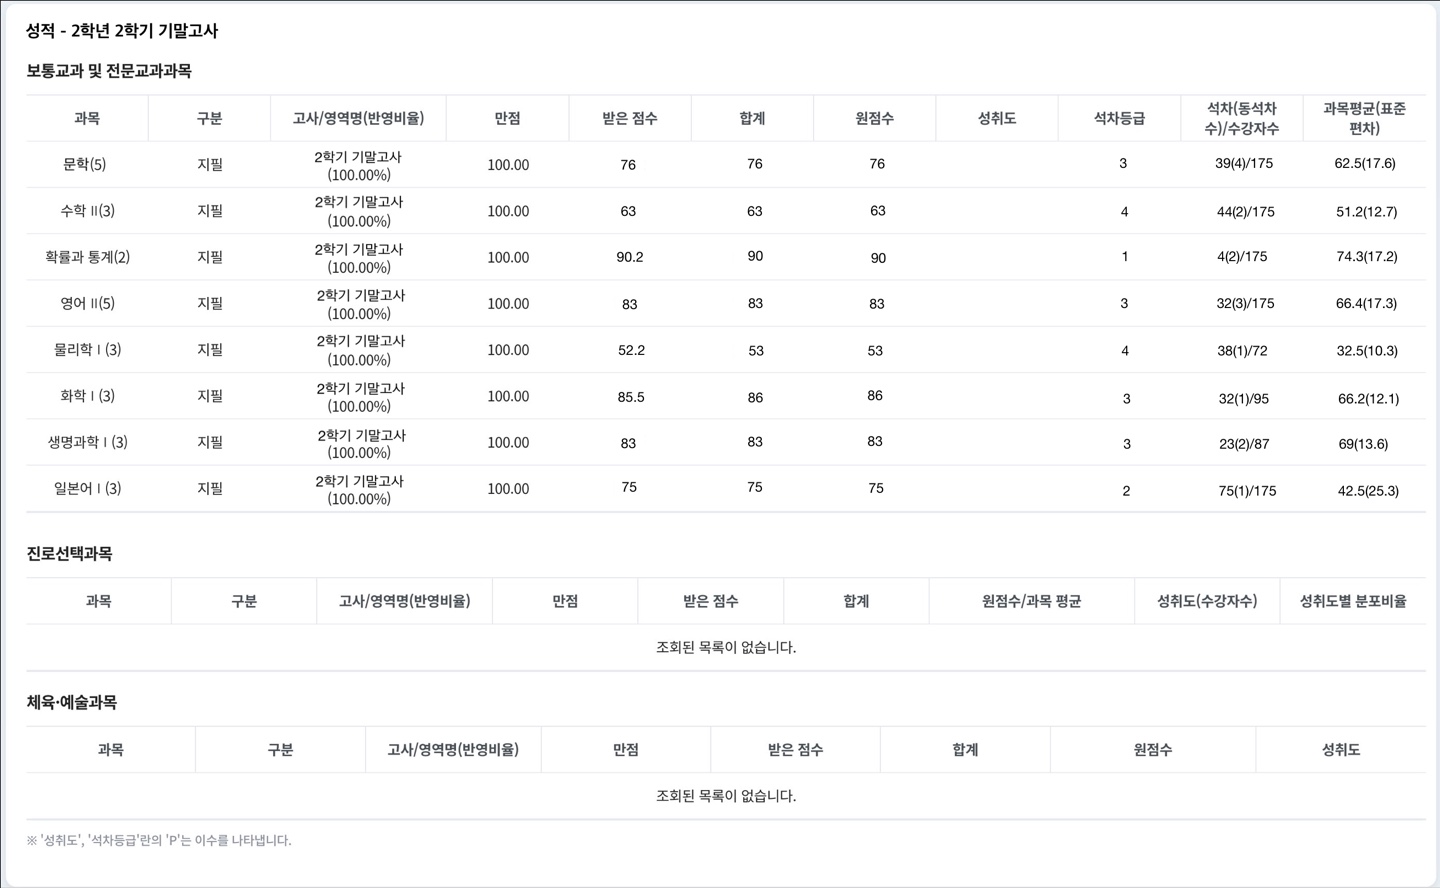 성적 - 2학년 2학기 기말고사
보통교과 및 전문교과과목
과목 구분 고사/영역명(반영비율) 만점 받은 점수 합계 원점수 성취도 석차등급 석차(동석차수)/수강자수 과목평균(표준편차)
문학(5) 지필 2학기 기말고사 (100.00%) 100.00 76 76 76 3 39(4)/175 62.5(17.6)
수학 II(3) 지필 2학기 기말고사 (100.00%) 100.00 63 63 63 4 44(2)/175 51.2(12.7)
확률과 통계(2) 지필 2학기 기말고사 (100.00%) 100.00 90.2 90 90 1 4(2)/175 74.3(17.2)
영어 II(5) 지필 2학기 기말고사 (100.00%) 100.00 83 83 83 3 32(3)/175 66.4(17.3)
물리학 I (3) 지필 2학기 기말고사 (100.00%) 100.00 52.2 53 53 4 38(1)/72 32.5(10.3)
화학 I (3) 지필 2학기 기말고사 (100.00%) 100.00 85.5 86 86 3 32(1)/95 66.2(12.1)
생명과학 I (3) 지필 2학기 기말고사 (100.00%) 100.00 83 83 83 3 23(2)/87 69(13.6)
일본어 I (3) 지필 2학기 기말고사 (100.00%) 100.00 75 75 75 2 75(1)/175 42.5(25.3)
진로선택과목
과목 구분 고사/영역명(반영비율) 만점 받은 점수 합계 원점수/과목 평균 성취도(수강자수) 성취도별 분포비율
조회된 목록이 없습니다.
체육·예술과목
과목 구분 고사/영역명(반영비율) 만점 받은 점수 합계 원점수 성취도
조회된 목록이 없습니다.
※ '성취도', '석차등급'란의 'P'는 이수를 나타냅니다.